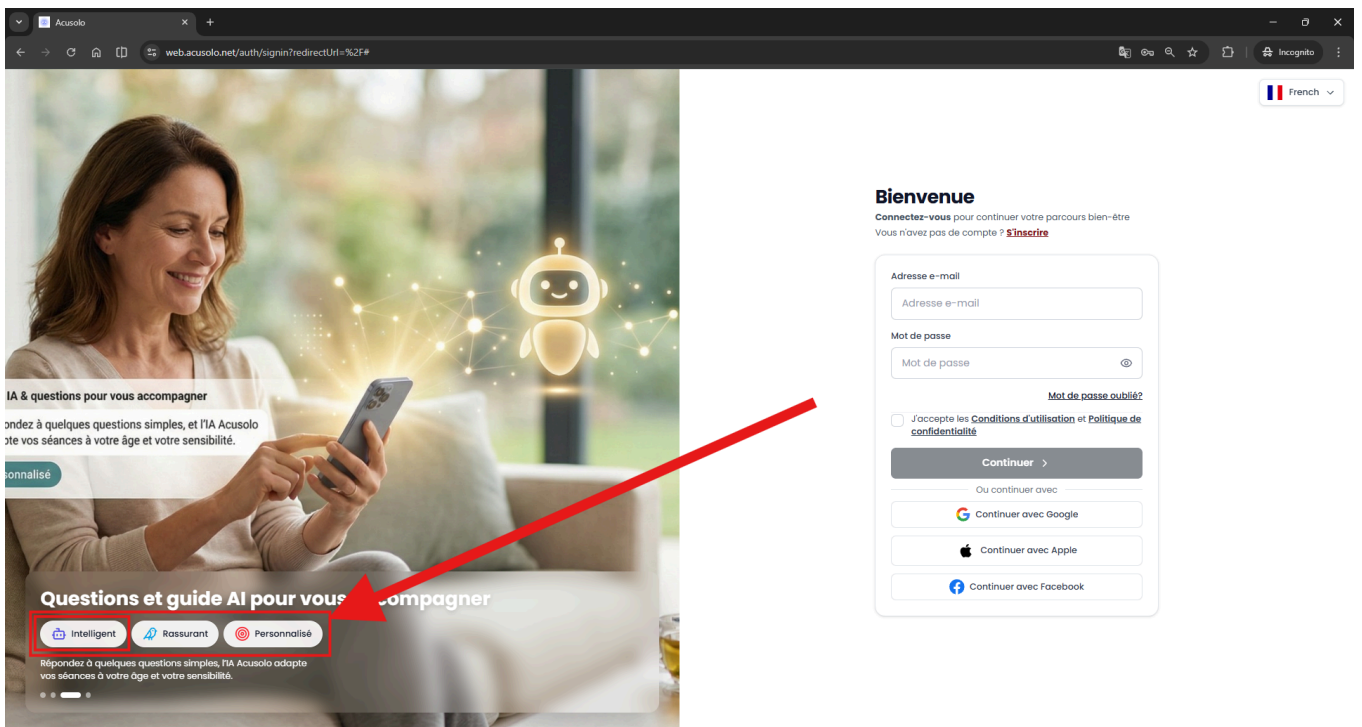 Acusolo
web.acusolo.net/auth/signin?redirectUrl=%2F#
Incognito
French
IA & questions pour vous accompagner
ondez à quelques questions simples, et l'IA Acusolo
pte vos séances à votre âge et votre sensibilité.
sonnalisé
Questions et guide AI pour vous compagner
Intelligent
Rassurant
Personnalisé
Répondez à quelques questions simples, l'IA Acusolo adapte
vos séances à votre âge et votre sensibilité.
Bienvenue
Connectez-vous pour continuer votre parcours bien-être
Vous n'avez pas de compte ? S'inscrire
Adresse e-mail
Adresse e-mail
Mot de passe
Mot de passe
Mot de passe oublié?
J'accepte les Conditions d'utilisation et Politique de
confidentialité
Continuer >
Ou continuer avec
Continuer avec Google
Continuer avec Apple
Continuer avec Facebook